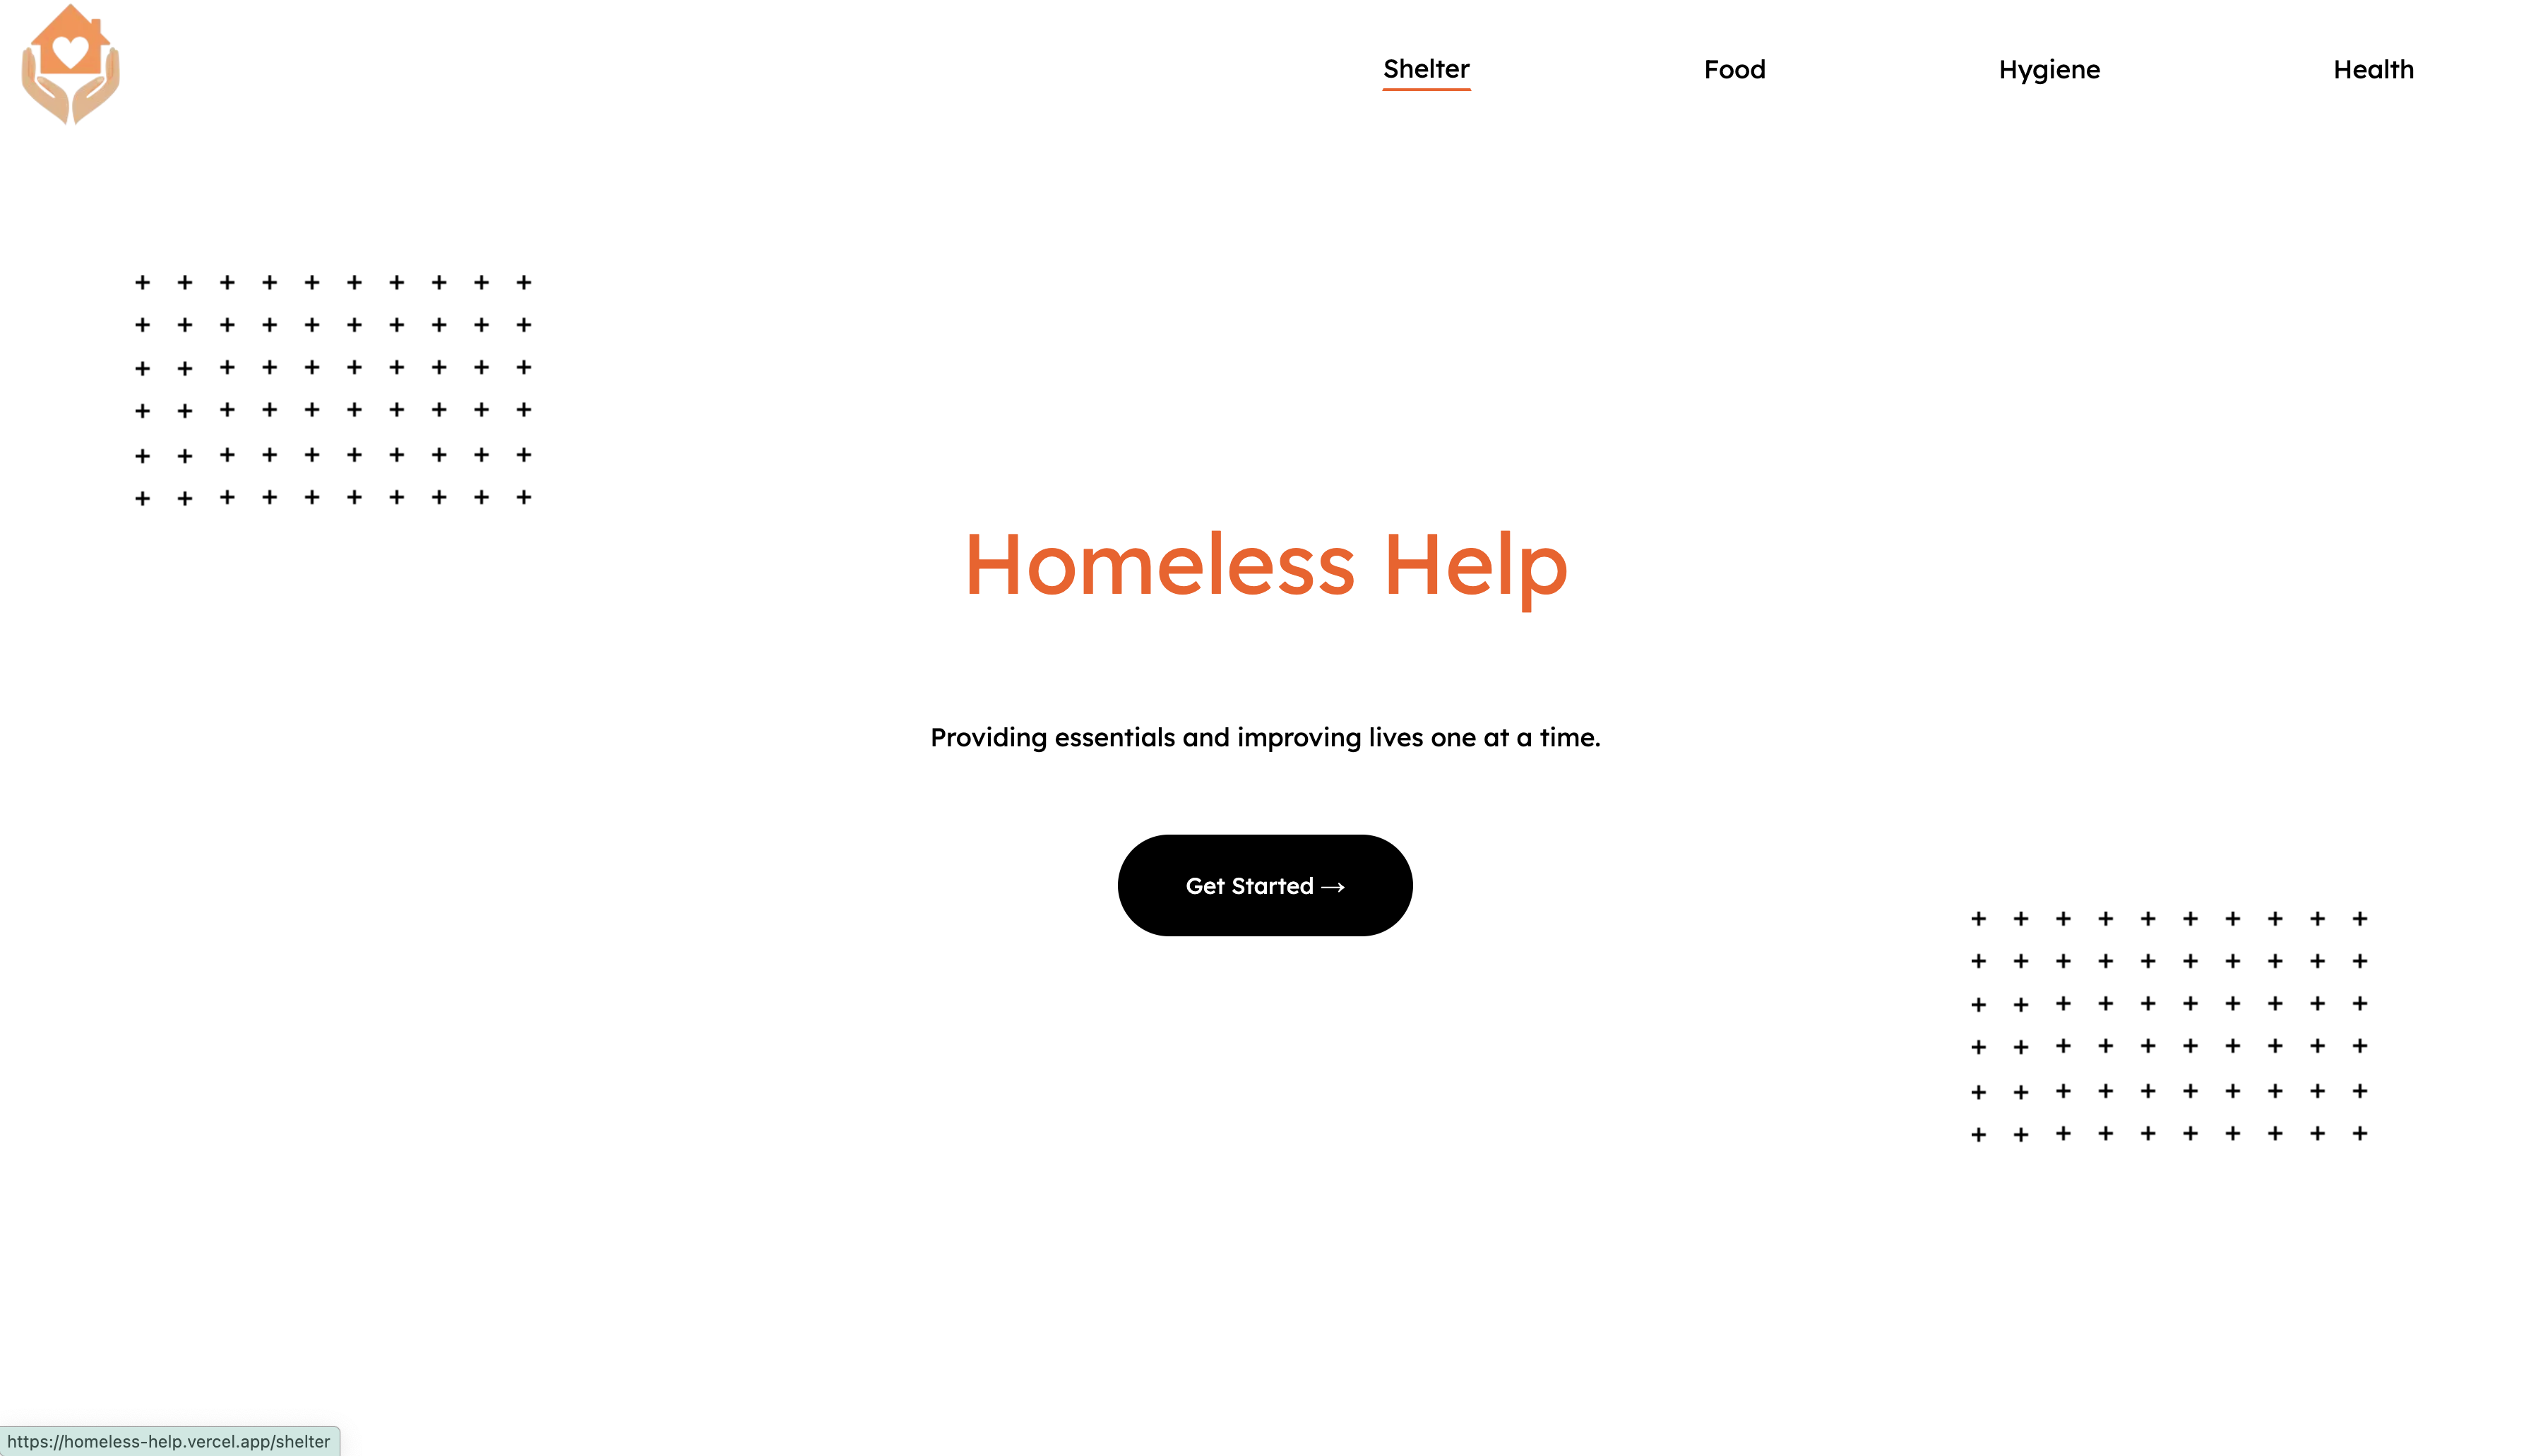 Shelter Food Hygiene Health
Homeless Help
Providing essentials and improving lives one at a time.
Get Started →
https://homeless-help.vercel.app/shelter